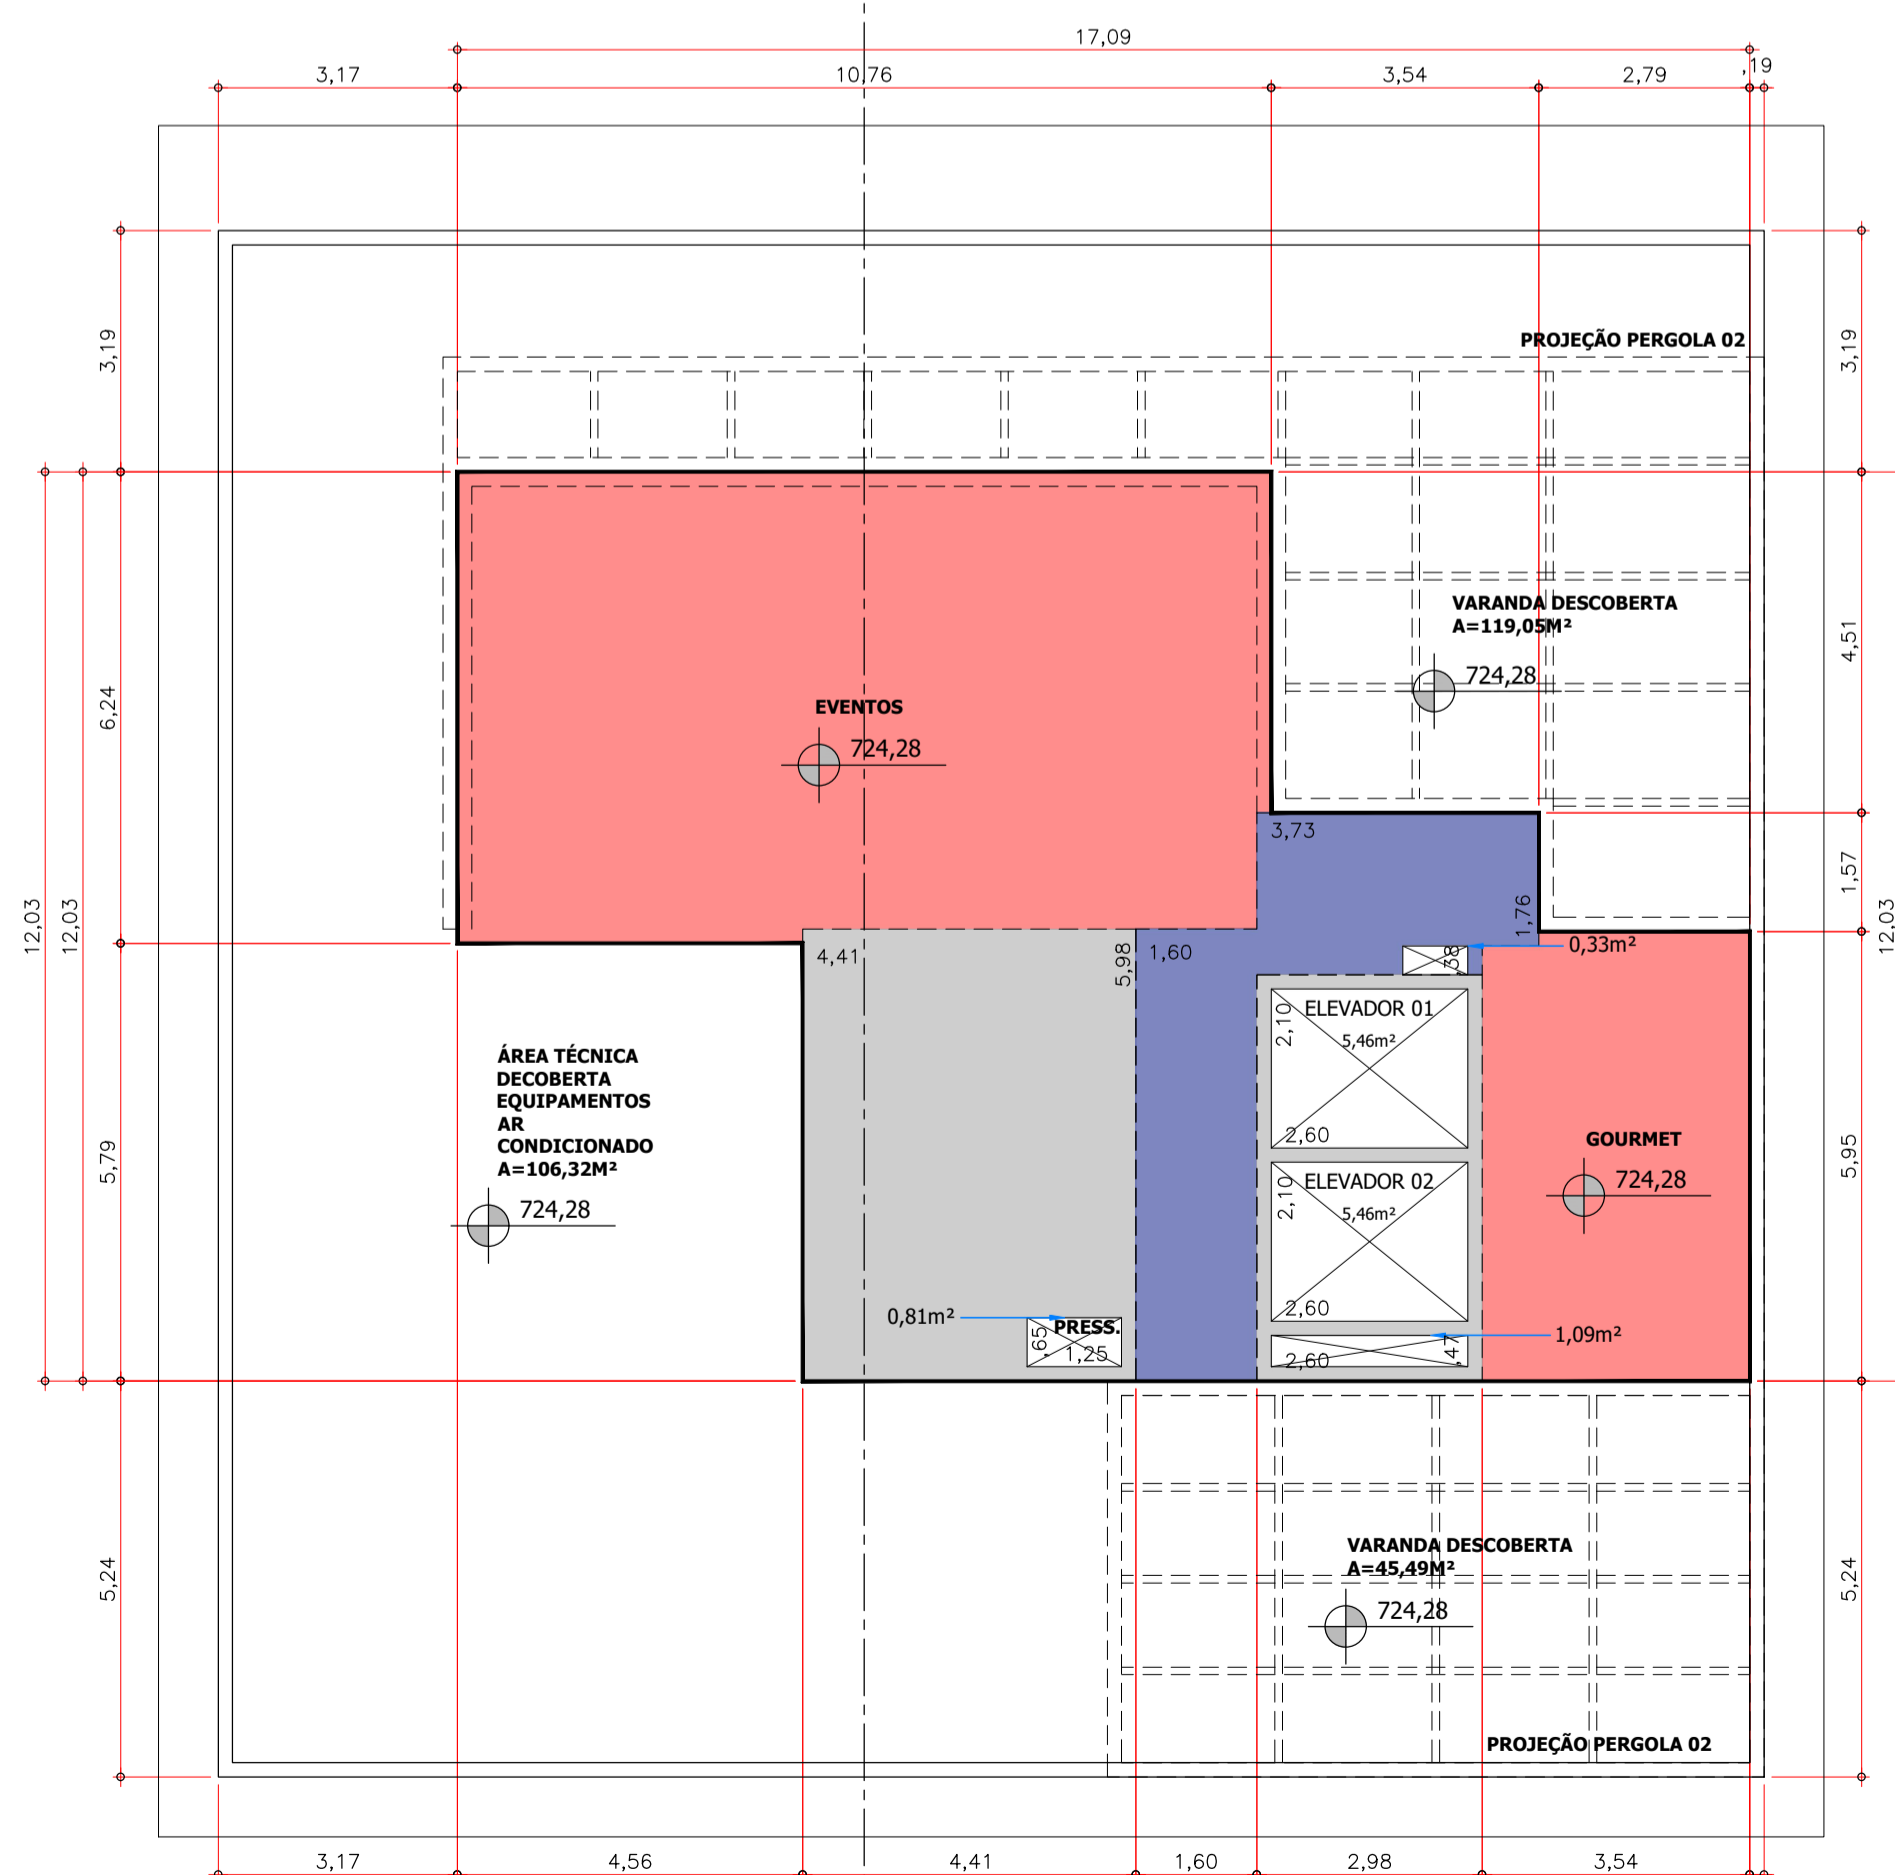 17,09
3,17
10,76
3,54
2,79
,19
PROJEÇÃO PERGOLA 02
3,19
3,19
VARANDA DESCOBERTA
A=119,05M²
724,28
4,51
6,24
EVENTOS
724,28
3,73
1,57
1,76
12,03
12,03
12,03
4,41
5,98
1,60
,38
0,33m²
ELEVADOR 01
5,46m²
2,10
2,60
ÁREA TÉCNICA
DECOBERTA
EQUIPAMENTOS
AR
CONDICIONADO
A=106,32M²
724,28
5,79
GOURMET
724,28
5,95
ELEVADOR 02
5,46m²
2,10
2,60
0,81m²
PRESS.
,65
1,25
1,09m²
,47
2,60
5,24
5,24
VARANDA DESCOBERTA
A=45,49M²
724,28
PROJEÇÃO PERGOLA 02
3,17
4,56
4,41
1,60
2,98
3,54